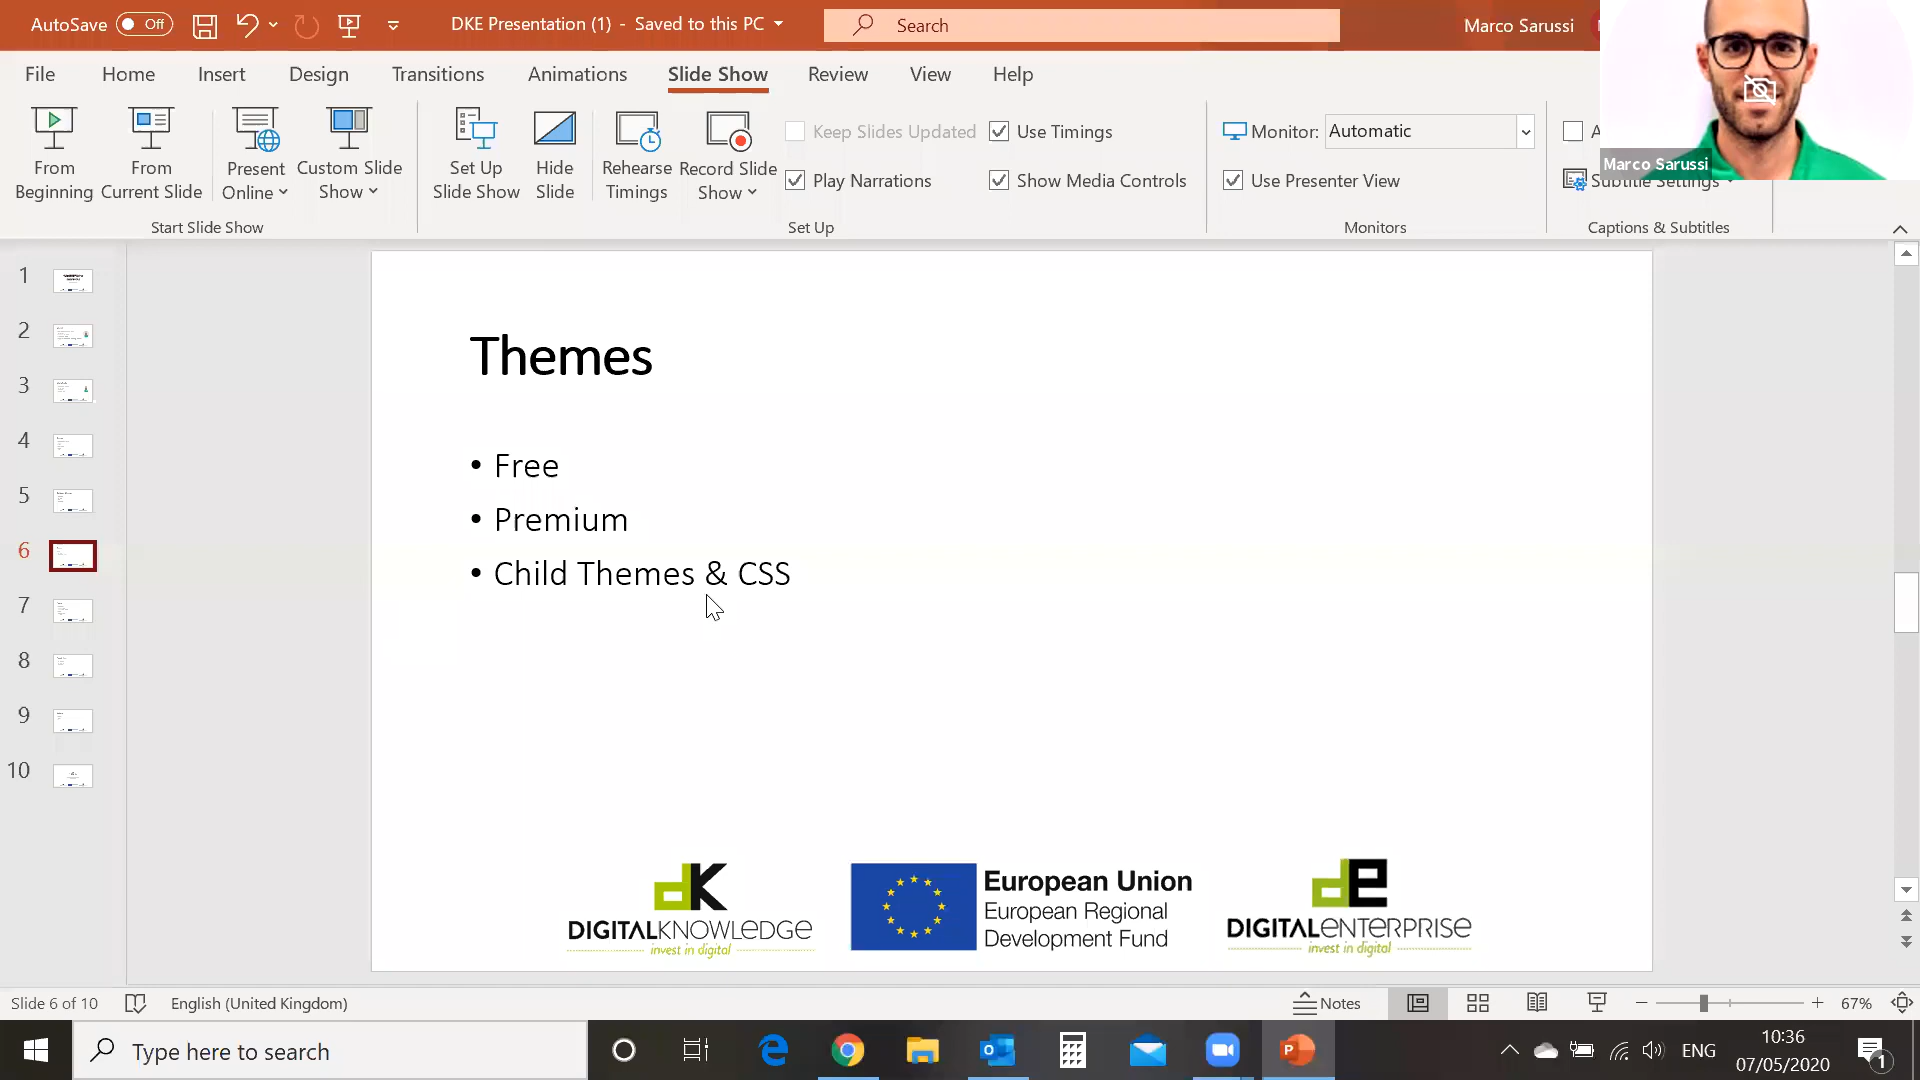 AutoSave Off DKE Presentation (1) - Saved to this PC Search Marco Sarussi
File Home Insert Design Transitions Animations Slide Show Review View Help
From Beginning
From Current Slide
Present Online
Custom Slide Show
Start Slide Show
Set Up Slide Show
Hide Slide
Rehearse Timings
Record Slide Show
Keep Slides Updated
Play Narrations
Use Timings
Show Media Controls
Set Up
Monitor: Automatic
Use Presenter View
Monitors
Subtitle Settings
Captions & Subtitles
Marco Sarussi
1
2
3
4
5
6
7
8
9
10
Themes
• Free
• Premium
• Child Themes & CSS
dK
DIGITALKNOWLEDGE
invest in digital
European Union
European Regional
Development Fund
de
DIGITALENTERPRISE
invest in digital
Slide 6 of 10 English (United Kingdom) Notes 67%
Type here to search ENG 10:36
07/05/2020
1